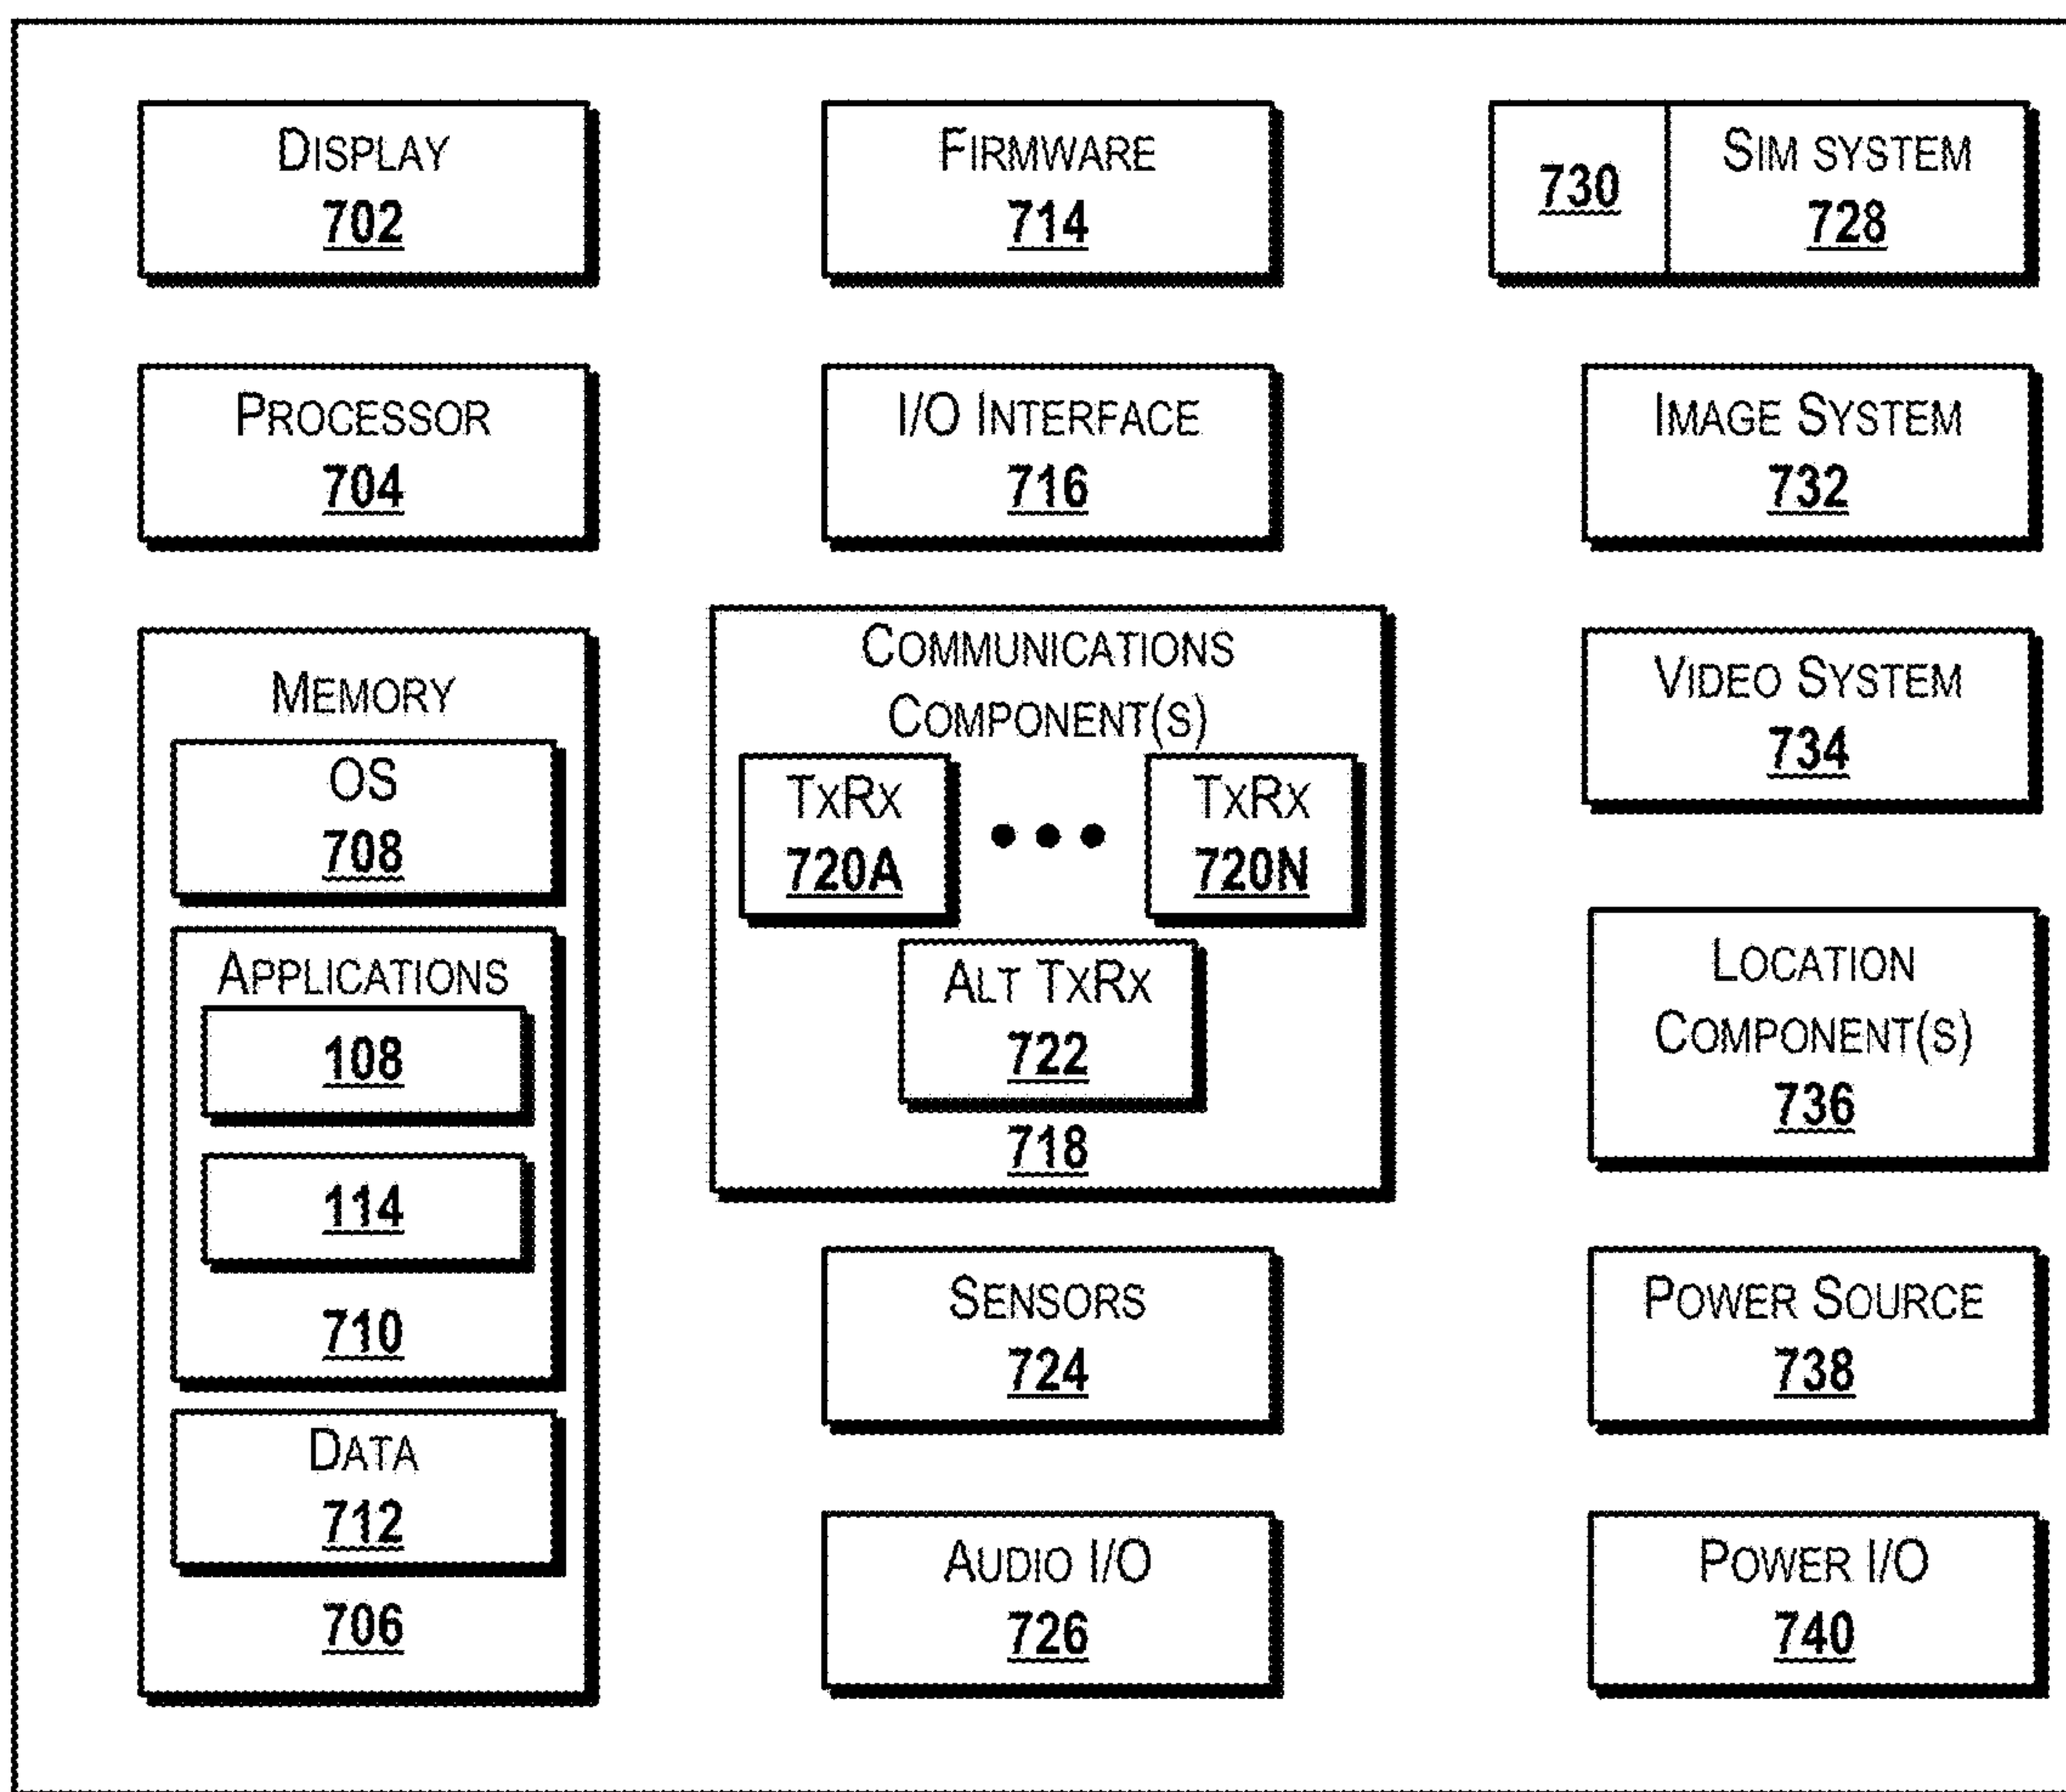 DISPLAY
702
PROCESSOR
704
MEMORY
OS
708
APPLICATIONS
108
114
710
DATA
712
706
FIRMWARE
714
I/O INTERFACE
716
COMMUNICATIONS
COMPONENT(S)
TXRX
720A
TXRX
720N
ALT TXRX
722
718
SENSORS
724
AUDIO I/O
726
730
SIM SYSTEM
728
IMAGE SYSTEM
732
VIDEO SYSTEM
734
LOCATION
COMPONENT(S)
736
POWER SOURCE
738
POWER I/O
740